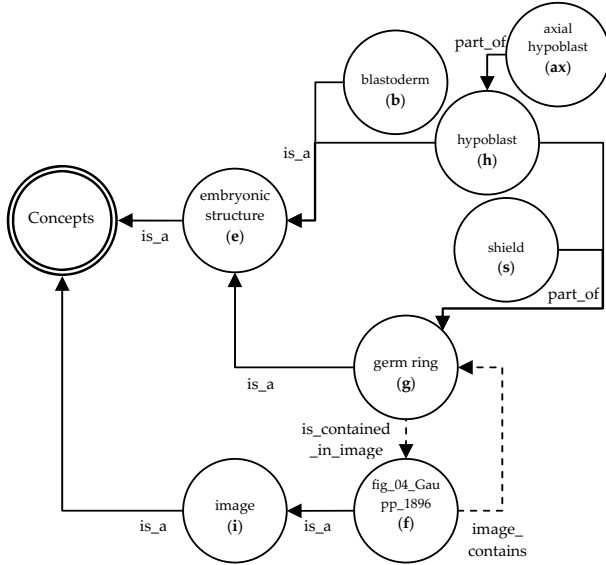 axial
hypoblast
(ax)
part_of
blastoderm
(b)
hypoblast
(h)
is_a
embryonic
structure
(e)
Concepts
is_a
shield
(s)
part_of
germ ring
(g)
is_a
is_contained
_in_image
fig_04_Gau
pp_1896
(f)
image
(i)
is_a
is_a
image_
contains